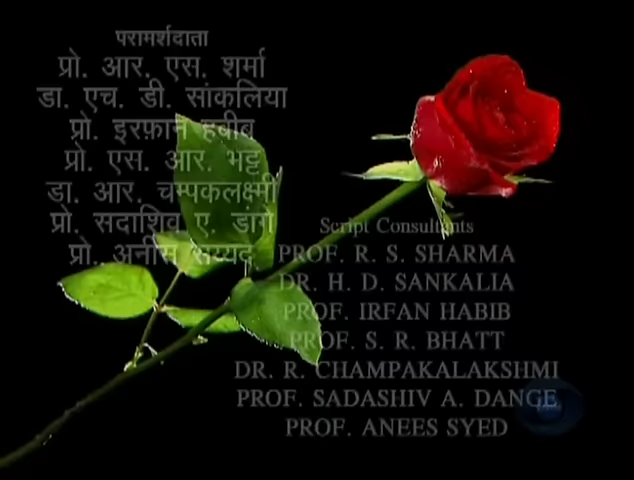 परामर्शदाता
प्रो. आर. एस. शर्मा
डा. एच. डी. सांकलिया
प्रो. इरफ़ान हबीब
प्रो. एस. आर. भट्ट
डा. आर. चम्पकलक्ष्मी
प्रो. सदाशिव ए. डांगे
प्रो. अनीस सय्यद
Script Consultants
PROF. R. S. SHARMA
DR. H. D. SANKALIA
PROF. IRFAN HABIB
PROF. S. R. BHATT
DR. R. CHAMPAKALAKSHMI
PROF. SADASHIV A. DANGE
PROF. ANEES SYED